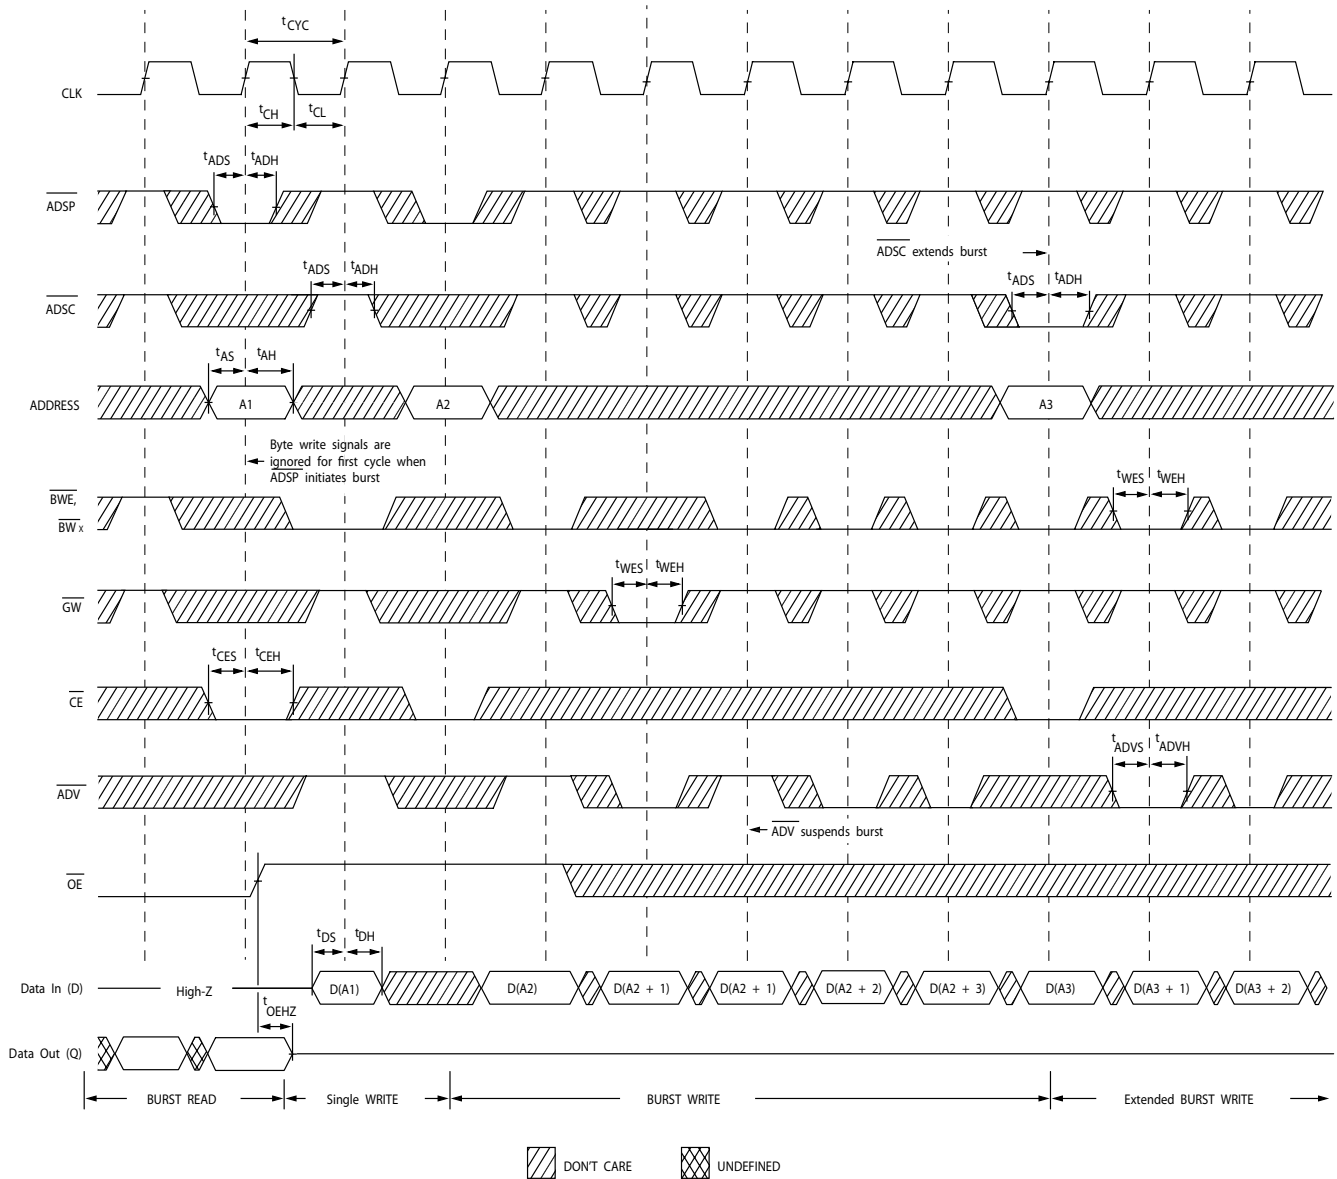 tCYC
CLK
tCH
tCL
tADS
tADH
ADSP
ADSC extends burst
tADS
tADH
tADS
tADH
ADSC
tAS
tAH
ADDRESS
A1
A2
A3
Byte write signals are
ignored for first cycle when
ADSP initiates burst
BWE,
BW x
tWES
tWEH
tWES
tWEH
GW
tCES
tCEH
CE
tADVS
tADVH
ADV
ADV suspends burst
OE
tDS
tDH
Data In (D)
High-Z
D(A1)
D(A2)
D(A2 + 1)
D(A2 + 1)
D(A2 + 2)
D(A2 + 3)
D(A3)
D(A3 + 1)
D(A3 + 2)
tOEHZ
Data Out (Q)
BURST READ
Single WRITE
BURST WRITE
Extended BURST WRITE
DON'T CARE
UNDEFINED